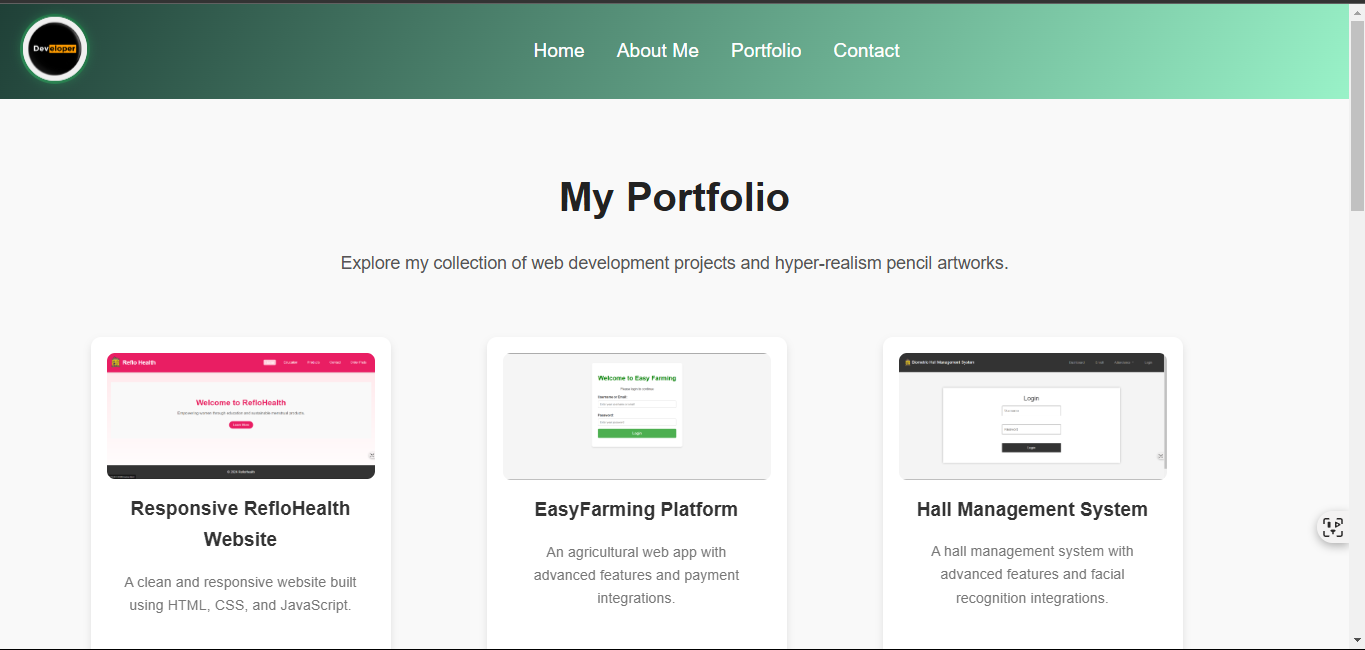 Developer
Home About Me Portfolio Contact
My Portfolio
Explore my collection of web development projects and hyper-realism pencil artworks.
Reflo Health
Welcome to RefloHealth
Empowering women through education and sustainable menstrual products.
Learn More
Welcome to Easy Farming
Please login to continue
Username or Email
Password
Login
Biometric Hall Management System
Login
Password
Login
Responsive RefloHealth
Website
A clean and responsive website built
using HTML, CSS, and JavaScript.
EasyFarming Platform
An agricultural web app with
advanced features and payment
integrations.
Hall Management System
A hall management system with
advanced features and facial
recognition integrations.